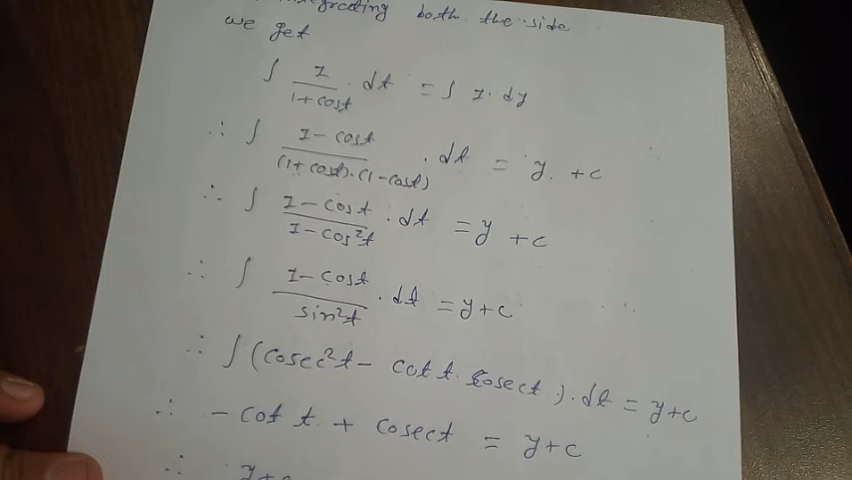 integrating both the side
we get
∫ 1/(1+cost) . dt = ∫ 1. dy
∴ ∫ (1-cost)/((1+cost).(1-cost)) . dt = y. +c
∴ ∫ (1-cost)/(1-cos²t) . dt = y +c
∴ ∫ (1-cost)/(sin²t) . dt = y+c
∴ ∫ (cosec²t - cot t. cosect). dt = y+c
∴ - cot t + cosect = y+c
∴ y+c